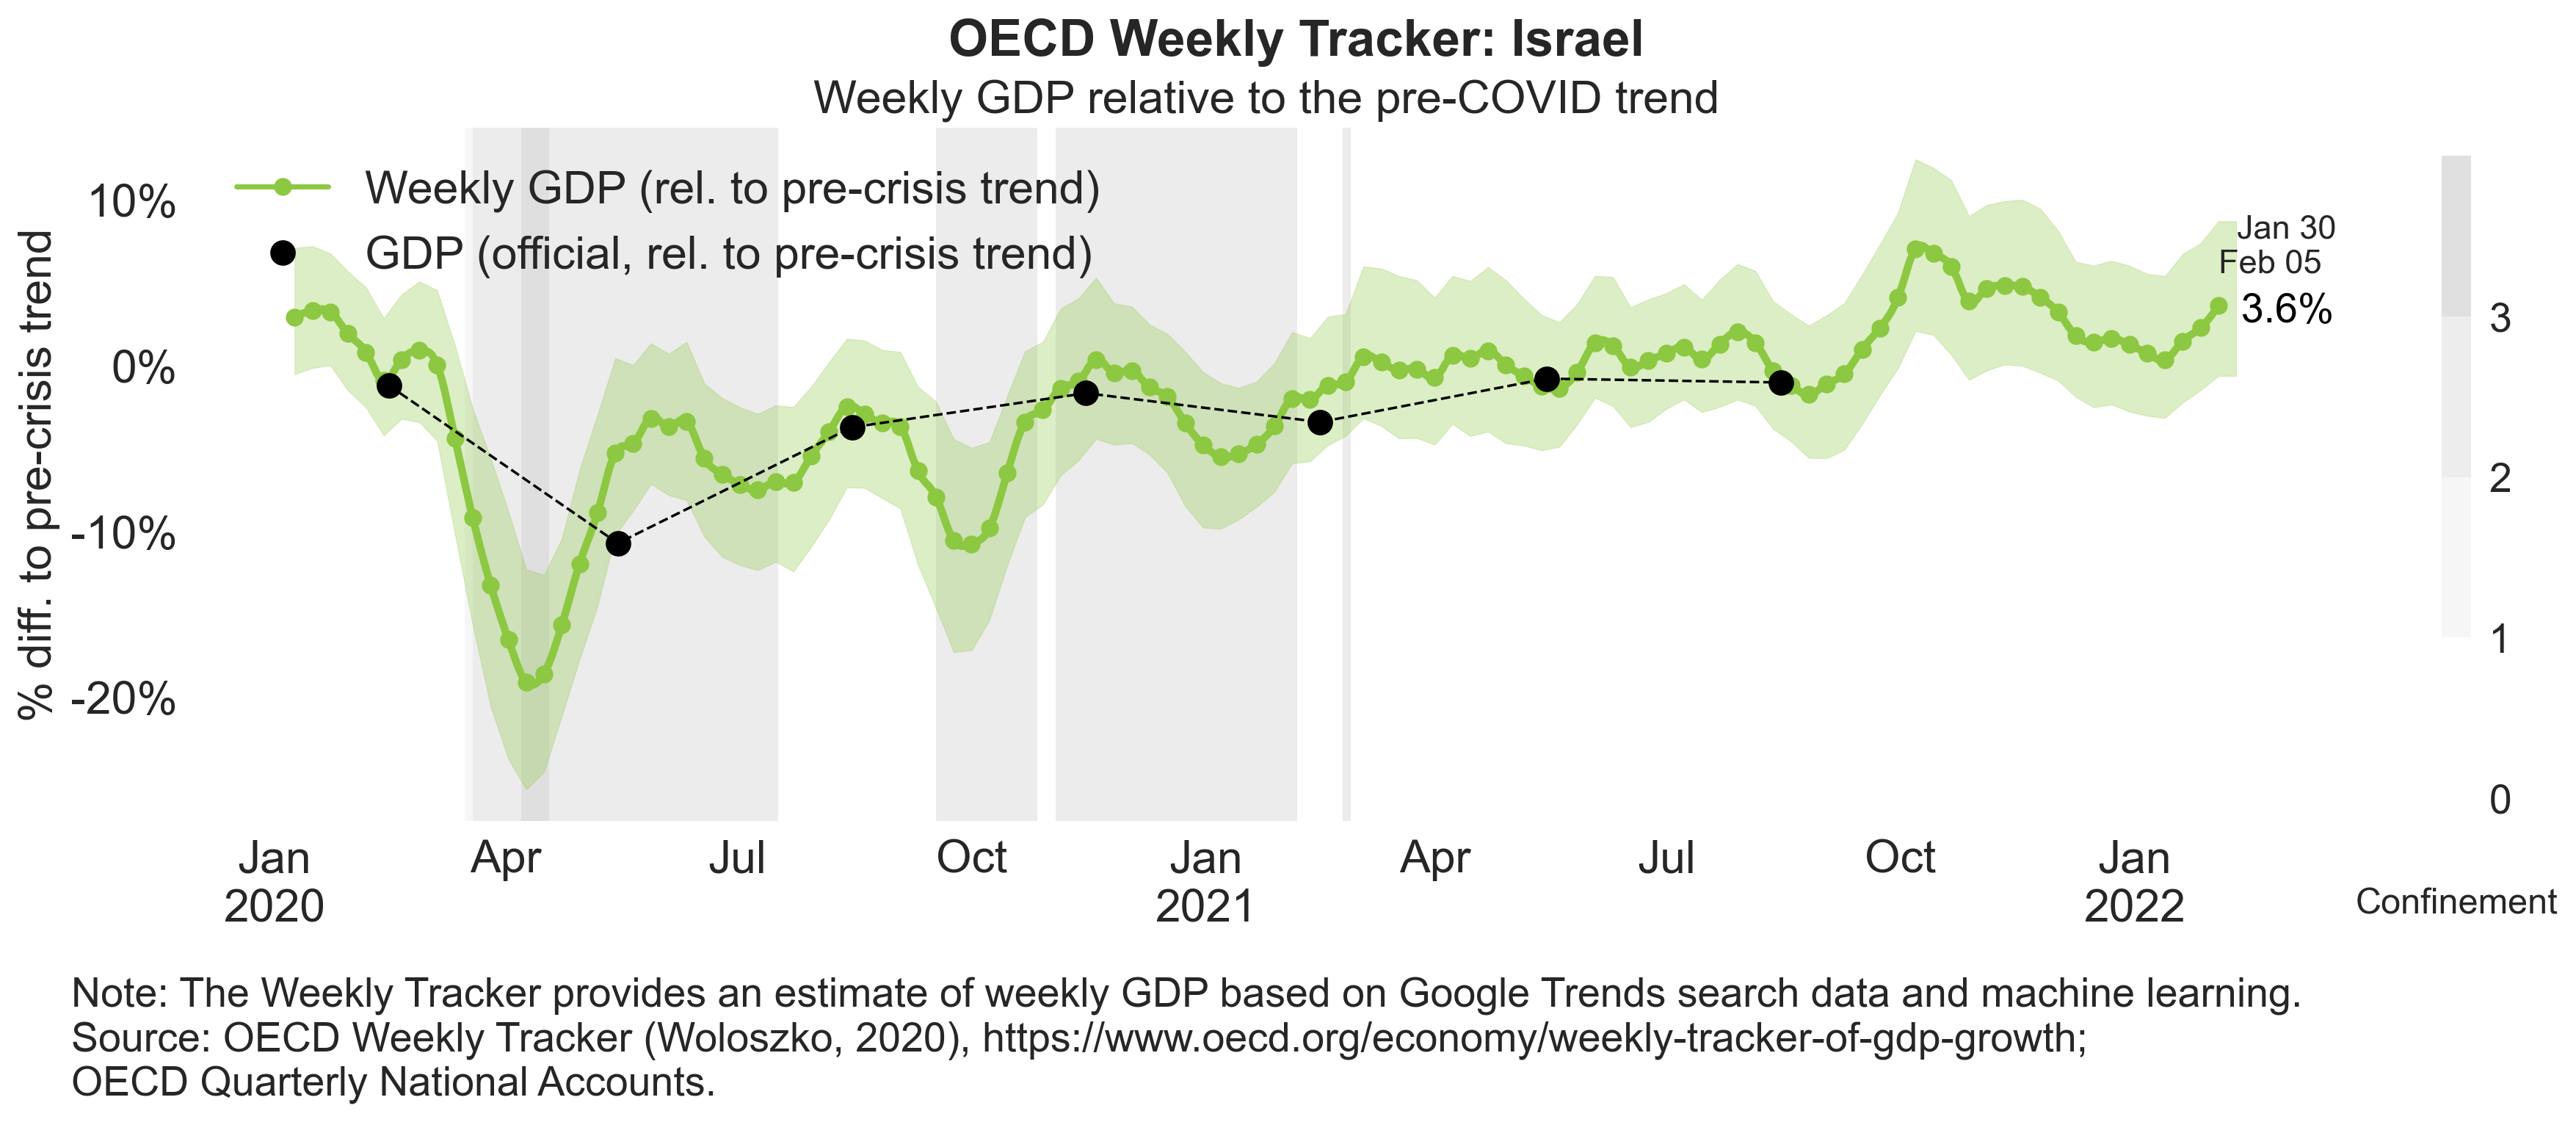 OECD Weekly Tracker: Israel
Weekly GDP relative to the pre-COVID trend
Weekly GDP (rel. to pre-crisis trend)
GDP (official, rel. to pre-crisis trend)
% diff. to pre-crisis trend
10%
0%
-10%
-20%
Jan 30
Feb 05
3.6%
3
2
1
0
Confinement
Jan Apr Jul Oct Jan Apr Jul Oct Jan
2020 2021 2022
Note: The Weekly Tracker provides an estimate of weekly GDP based on Google Trends search data and machine learning.
Source: OECD Weekly Tracker (Woloszko, 2020), https://www.oecd.org/economy/weekly-tracker-of-gdp-growth;
OECD Quarterly National Accounts.